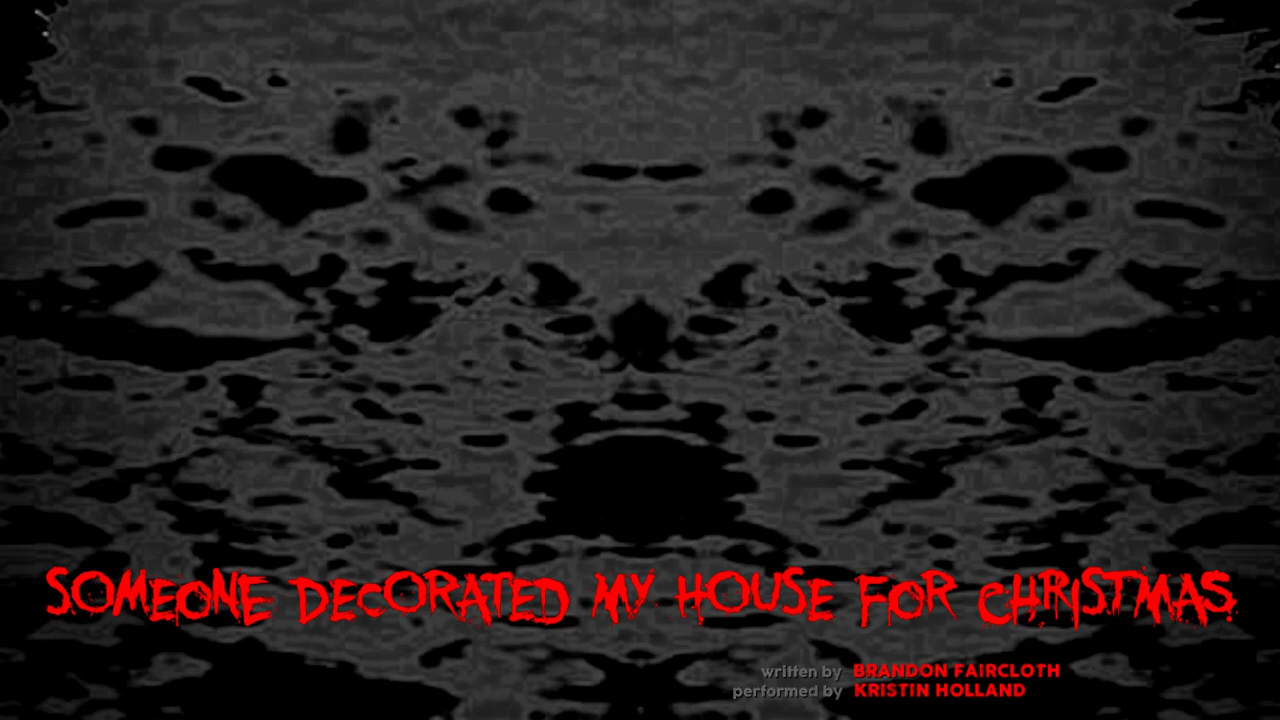 SOMEONE DECORATED MY HOUSE FOR CHRISTMAS
written by BRANDON FAIRCLOTH
performed by KRISTIN HOLLAND